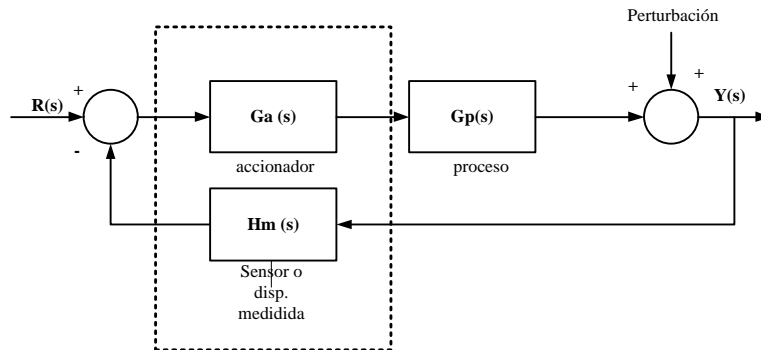 Perturbación
+
+
+
R(s)
Ga (s)
Gp(s)
Y(s)
accionador
proceso
-
Hm (s)
Sensor o
disp.
medidida